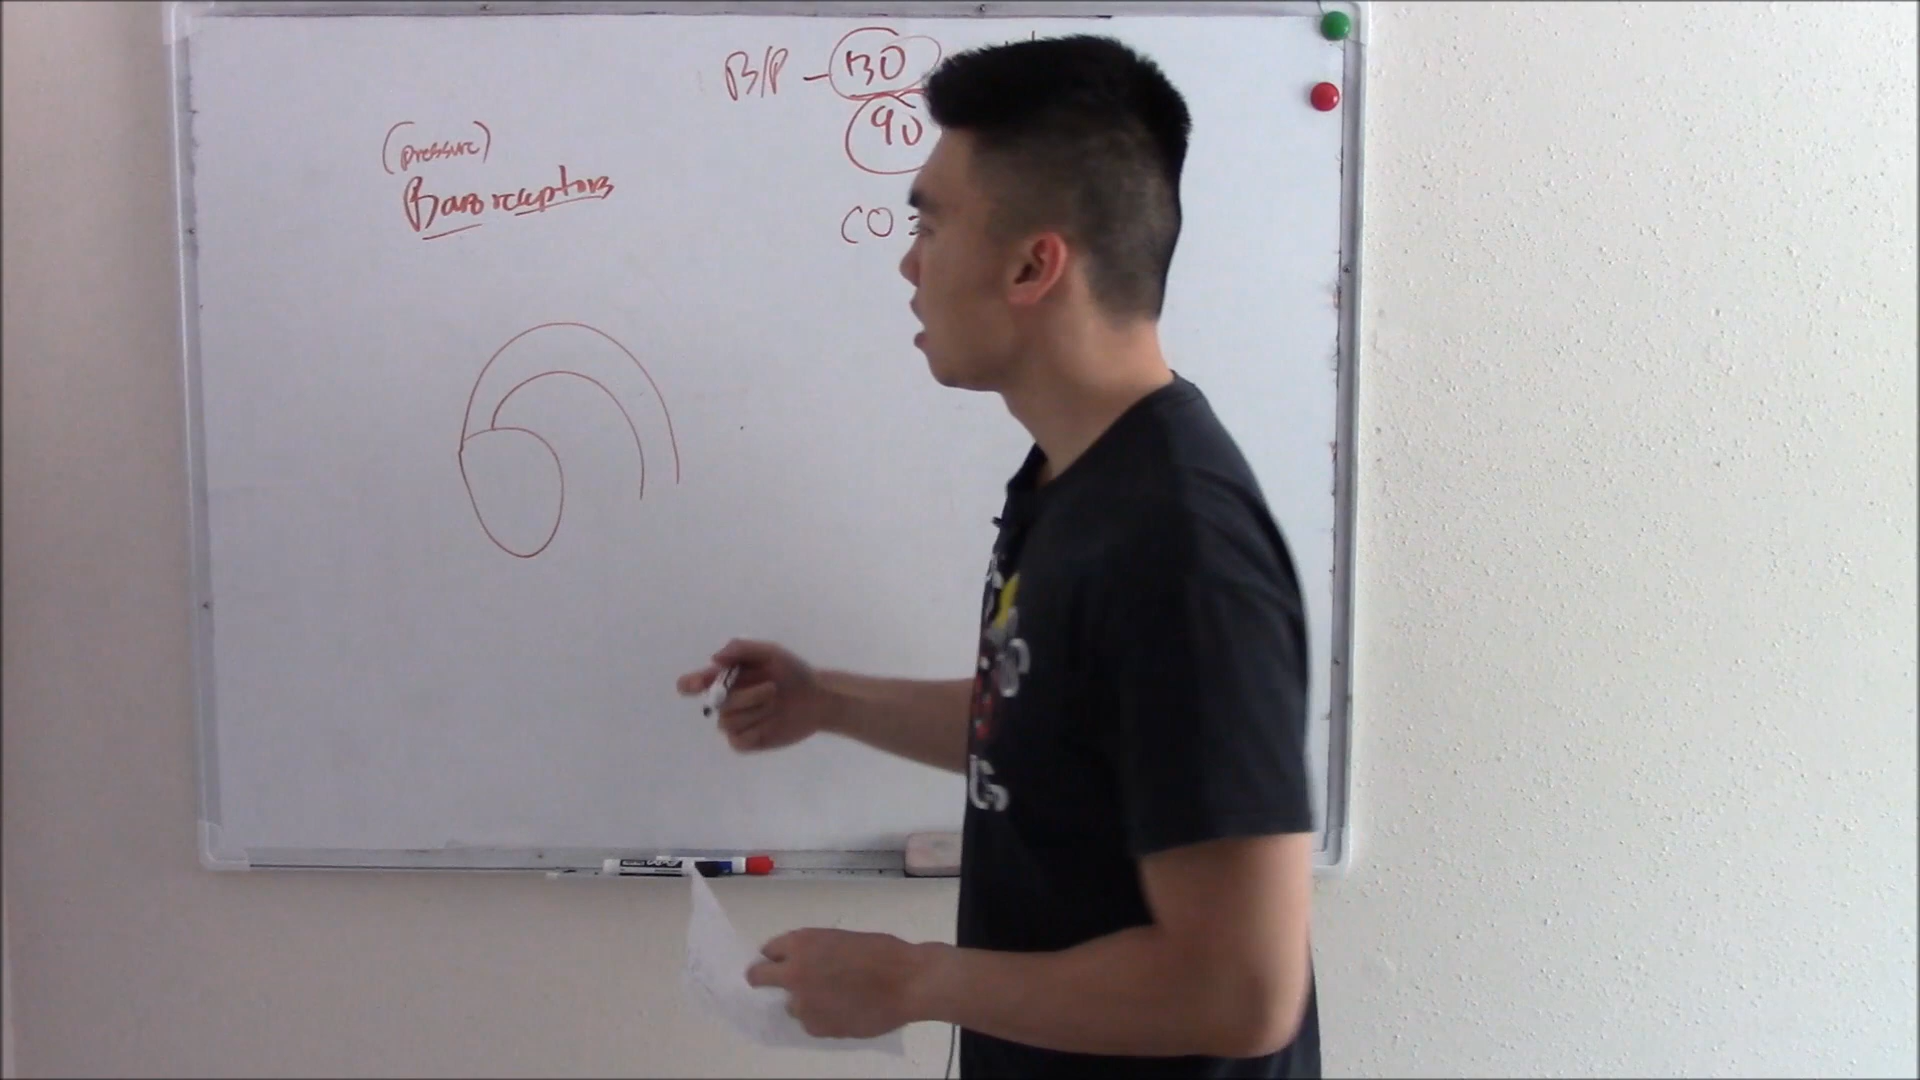 B/P - 130
90
(pressure)
Baroreceptors
CO =